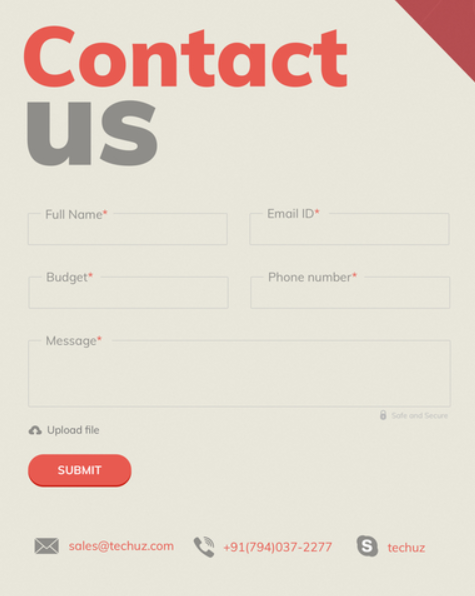 Contact
us
Full Name* Email ID*
Budget* Phone number*
Message*
Safe and Secure
Upload file
SUBMIT
sales@techuz.com +91(794)037-2277 techuz